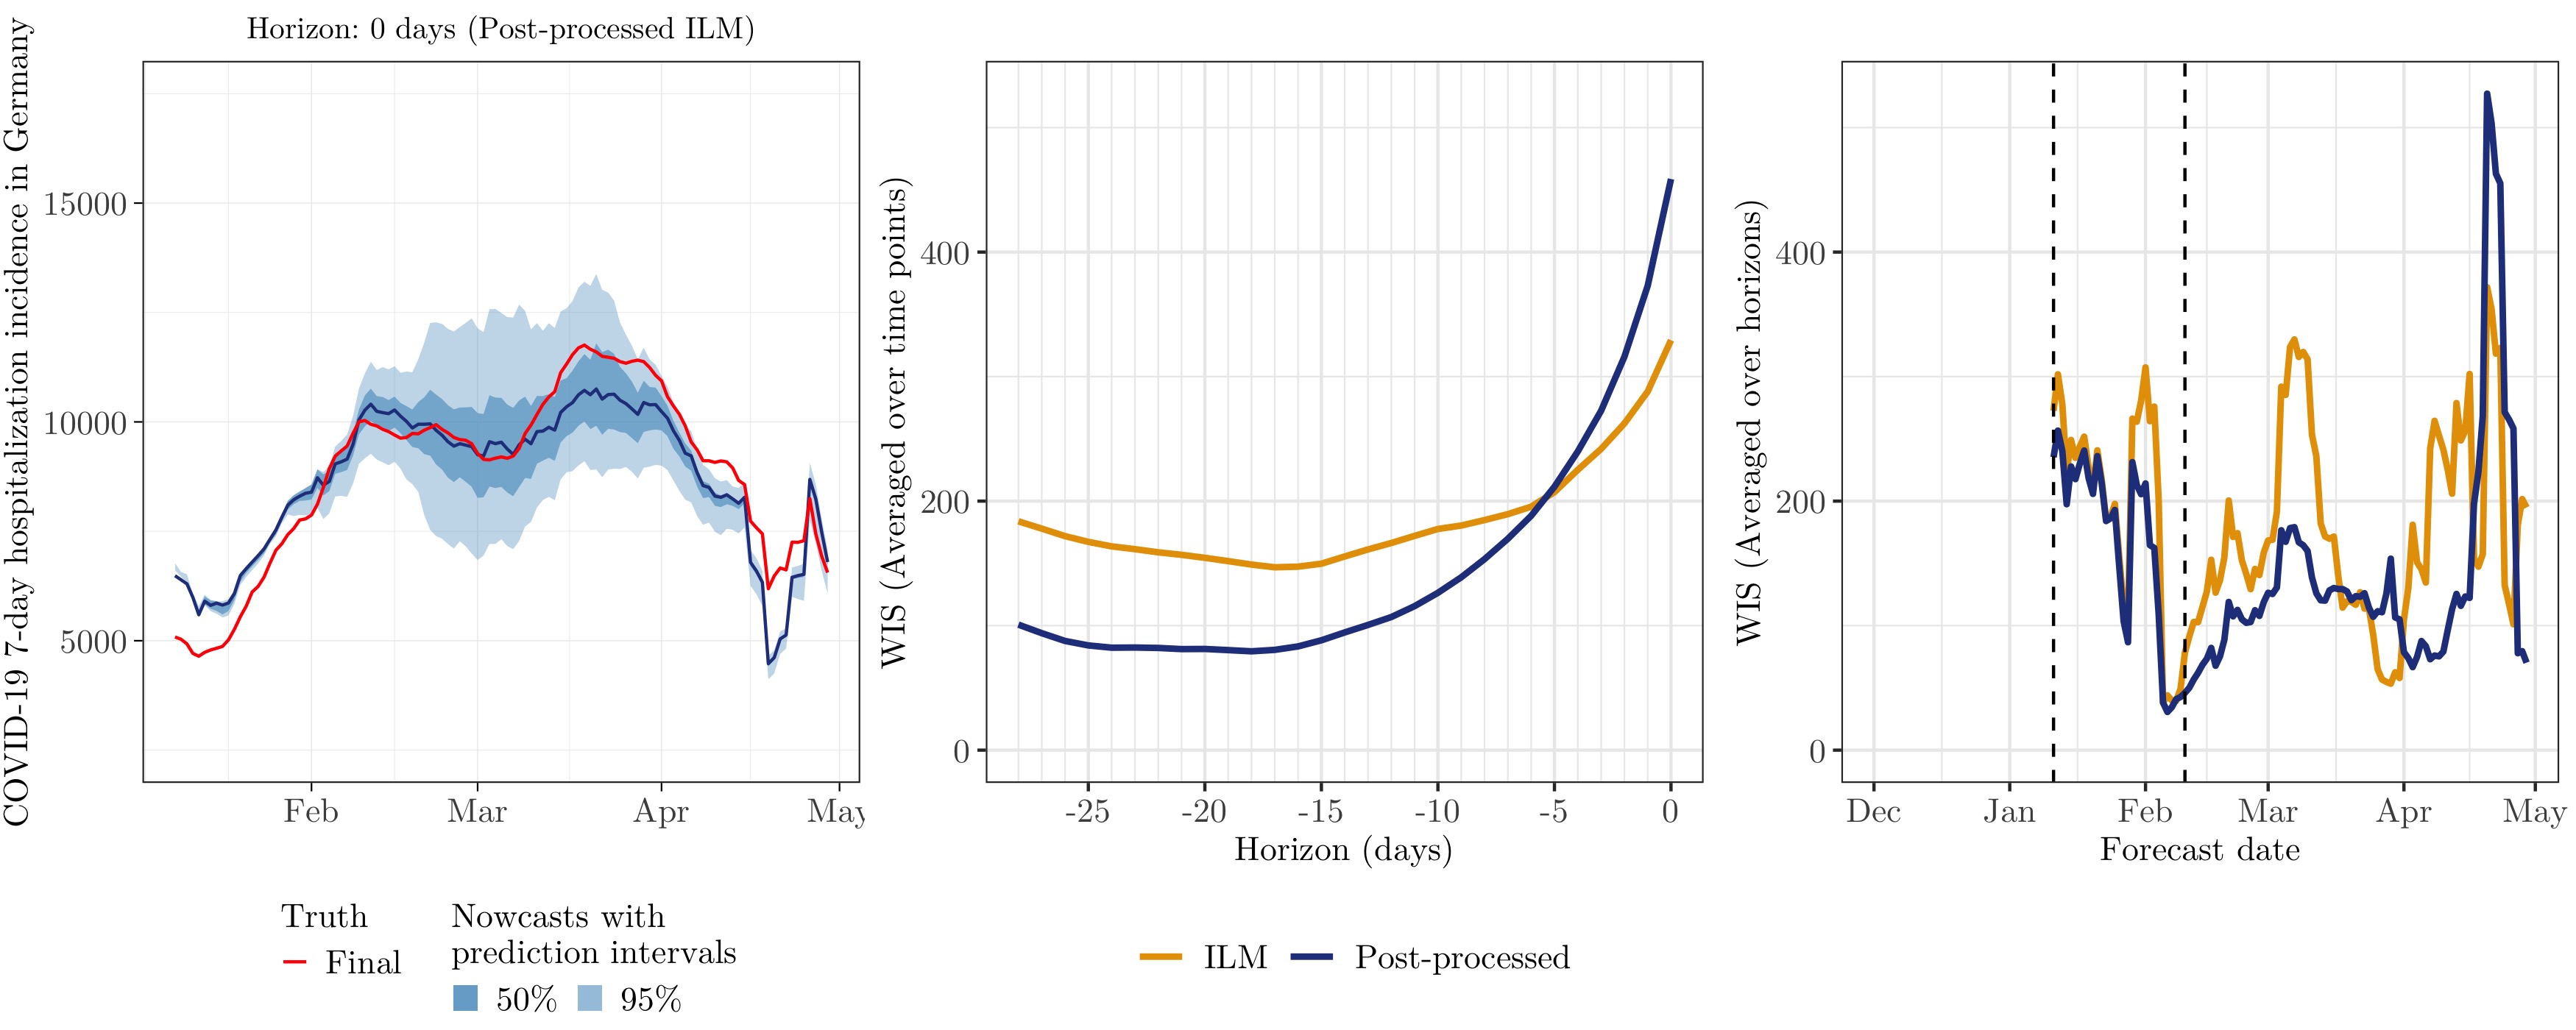 Horizon: 0 days (Post-processed ILM)
COVID-19 7-day hospitalization incidence in Germany
15000
10000
5000
Feb Mar Apr May
Truth
Final
Nowcasts with
prediction intervals
50% 95%
WIS (Averaged over time points)
400
200
0
-25 -20 -15 -10 -5 0
Horizon (days)
ILM Post-processed
WIS (Averaged over horizons)
400
200
0
Dec Jan Feb Mar Apr May
Forecast date